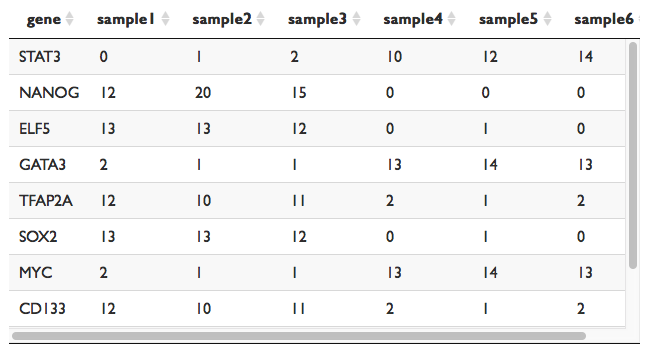 gene sample1 sample2 sample3 sample4 sample5 sample6
STAT3 0 1 2 10 12 14
NANOG 12 20 15 0 0 0
ELF5 13 13 12 0 1 0
GATA3 2 1 1 13 14 13
TFAP2A 12 10 11 2 1 2
SOX2 13 13 12 0 1 0
MYC 2 1 1 13 14 13
CD133 12 10 11 2 1 2